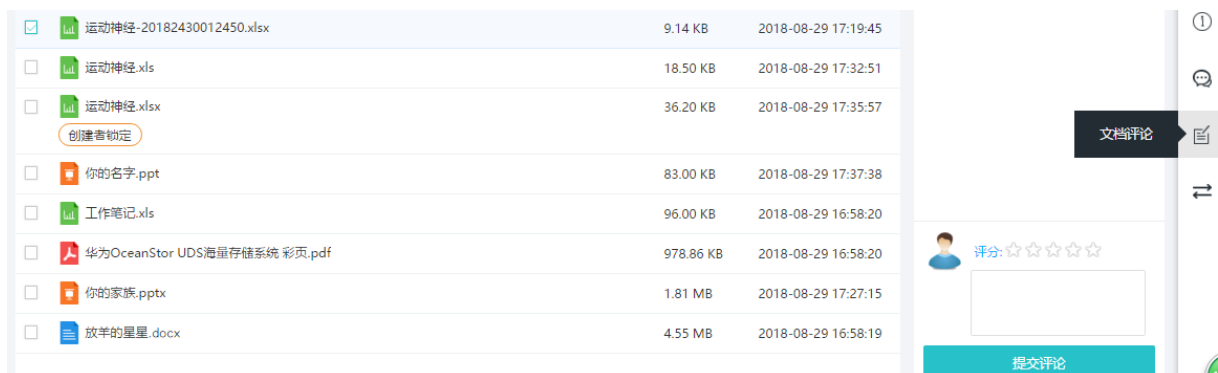 运动神经-20182430012450.xlsx 9.14 KB 2018-08-29 17:19:45
运动神经.xls 18.50 KB 2018-08-29 17:32:51
运动神经.xlsx 36.20 KB 2018-08-29 17:35:57
创建者锁定
文档评论
你的名字.ppt 83.00 KB 2018-08-29 17:37:38
工作笔记.xls 96.00 KB 2018-08-29 16:58:20
华为OceanStor UDS海量存储系统 彩页.pdf 978.86 KB 2018-08-29 16:58:20
评分:
你的家族.pptx 1.81 MB 2018-08-29 17:27:15
放羊的星星.docx 4.55 MB 2018-08-29 16:58:19
提交评论